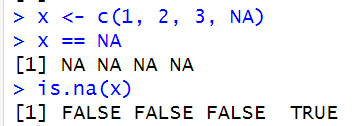 > x <- c(1, 2, 3, NA)
> x == NA
[1] NA NA NA NA
> is.na(x)
[1] FALSE FALSE FALSE  TRUE